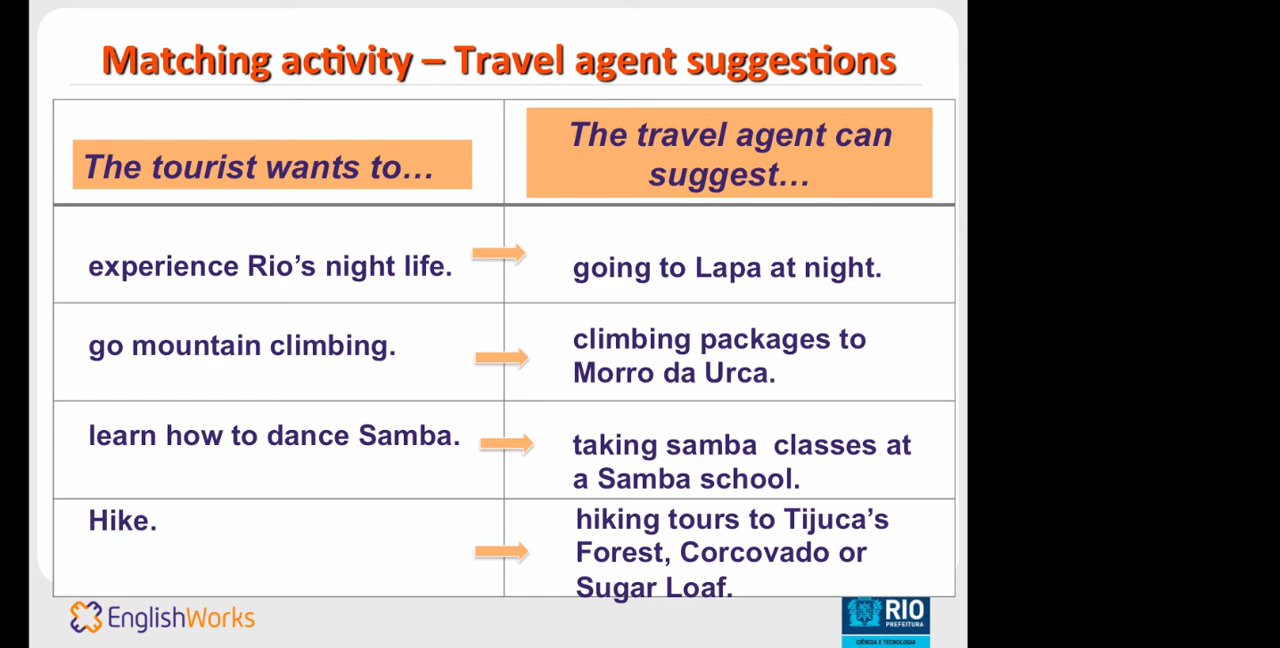 Matching activity – Travel agent suggestions
The tourist wants to…
The travel agent can
suggest…
experience Rio’s night life.
going to Lapa at night.
go mountain climbing.
climbing packages to
Morro da Urca.
learn how to dance Samba.
taking samba  classes at
a Samba school.
Hike.
hiking tours to Tijuca’s
Forest, Corcovado or
Sugar Loaf.
EnglishWorks
RIO
PREFEITURA
CIÊNCIA E TECNOLOGIA